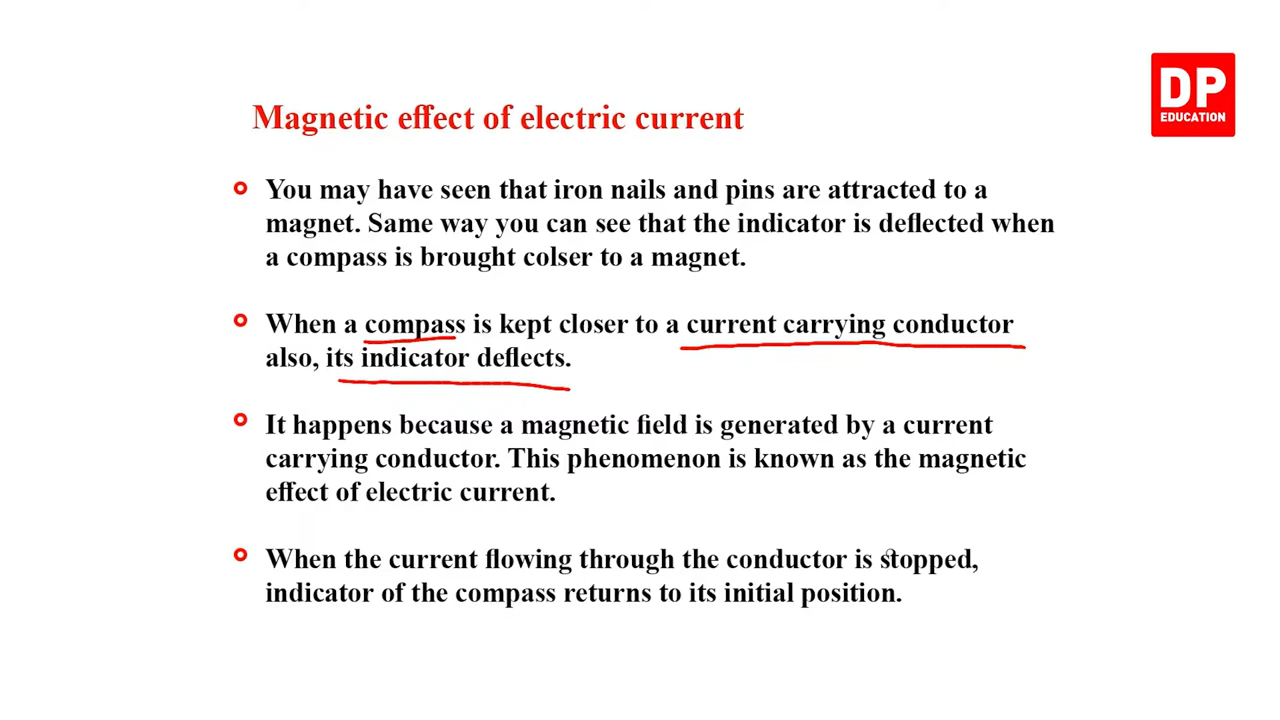 DP
EDUCATION
Magnetic effect of electric current
You may have seen that iron nails and pins are attracted to a
magnet. Same way you can see that the indicator is deflected when
a compass is brought colser to a magnet.
When a compass is kept closer to a current carrying conductor
also, its indicator deflects.
It happens because a magnetic field is generated by a current
carrying conductor. This phenomenon is known as the magnetic
effect of electric current.
When the current flowing through the conductor is stopped,
indicator of the compass returns to its initial position.